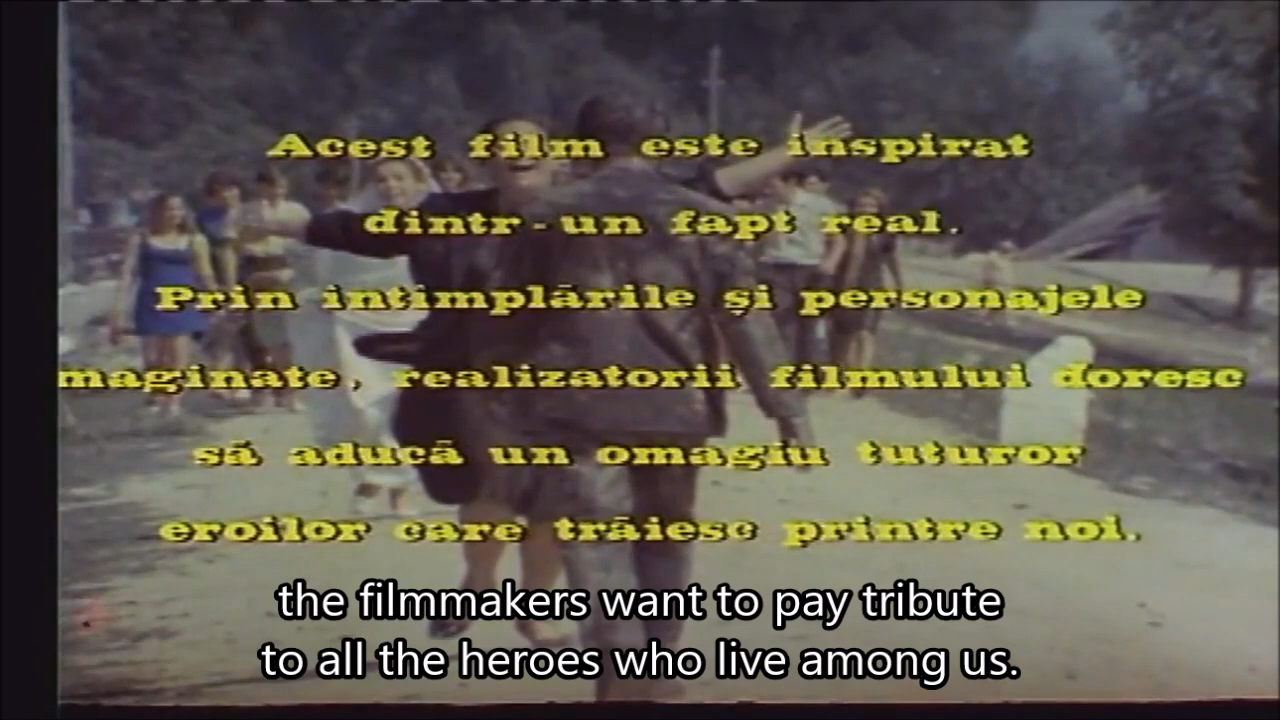 Acest film este inspirat
dintr-un fapt real.
Prin intimplările și personajele
maginate, realizatorii filmului doresc
să aducă un omagiu tuturor
eroilor care trăiesc printre noi.
the filmmakers want to pay tribute
to all the heroes who live among us.